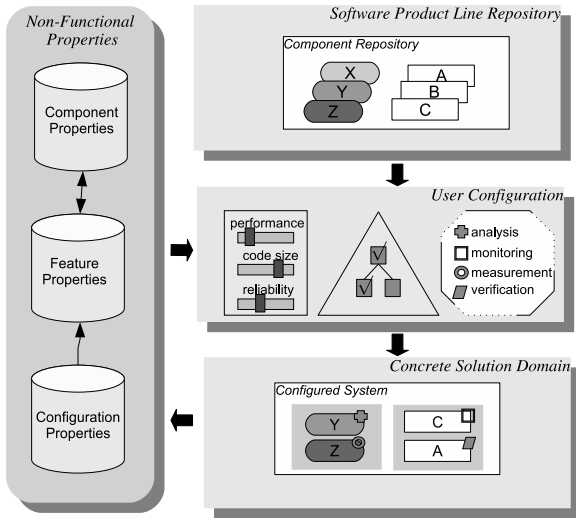 Non-Functional
Properties
Component
Properties
Feature
Properties
Configuration
Properties
Software Product Line Repository
Component Repository
X
Y
Z
A
B
C
User Configuration
performance
code size
reliability
analysis
monitoring
measurement
verification
Concrete Solution Domain
Configured System
Y
Z
C
A